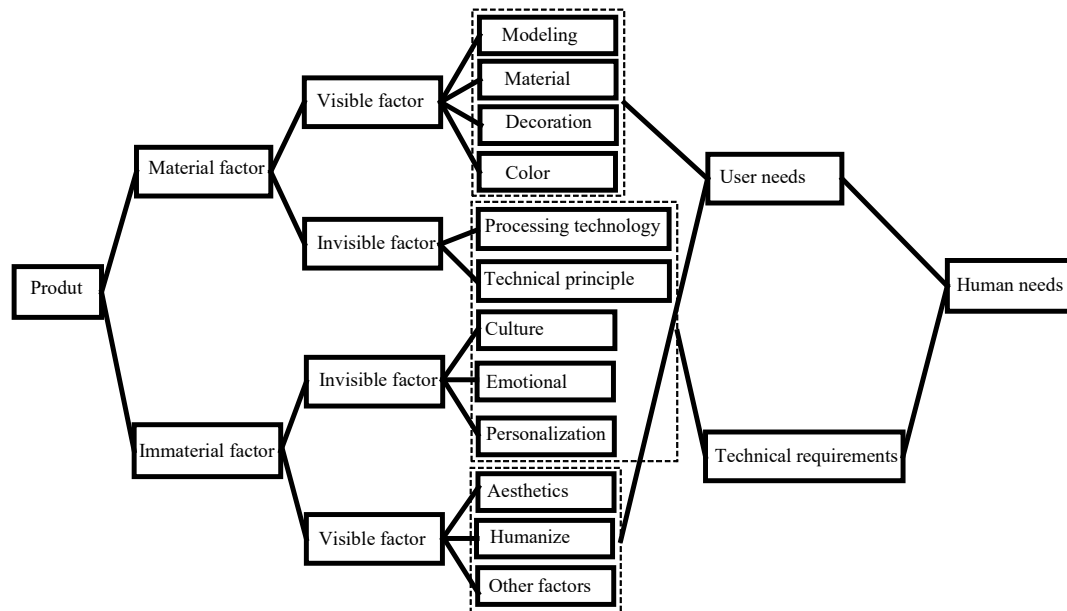 Produt
Material factor
Immaterial factor
Visible factor
Invisible factor
Invisible factor
Visible factor
Modeling
Material
Decoration
Color
Processing technology
Technical principle
Culture
Emotional
Personalization
Aesthetics
Humanize
Other factors
User needs
Technical requirements
Human needs